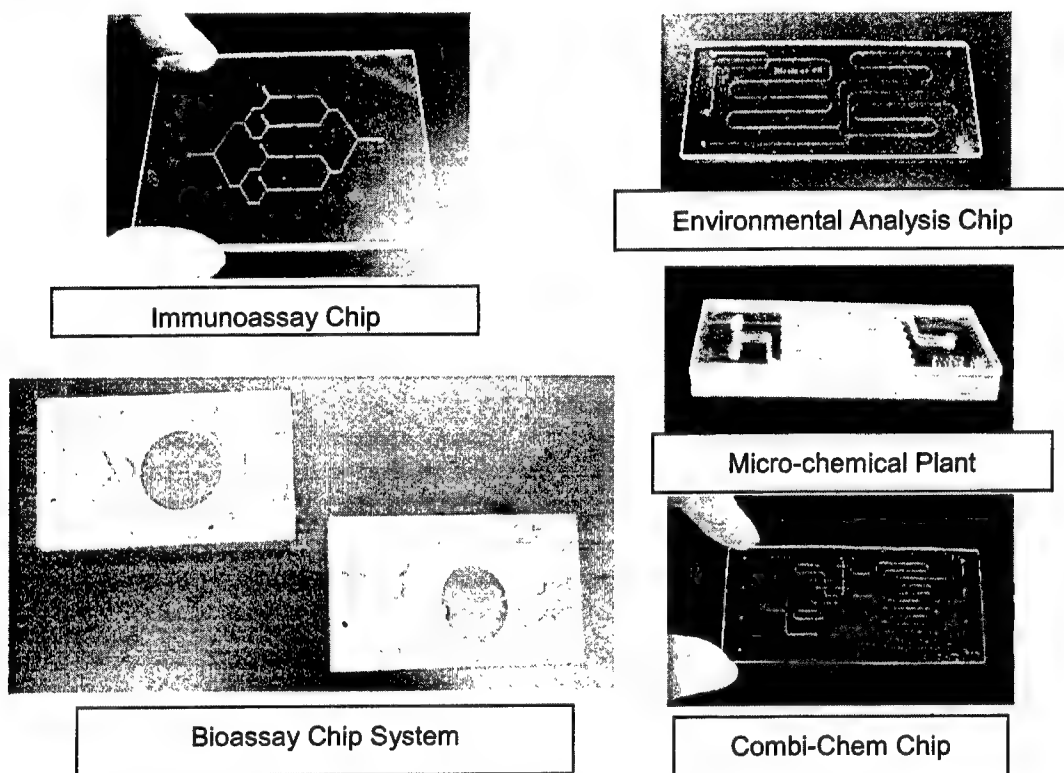 Immunoassay Chip
Environmental Analysis Chip
Micro-chemical Plant
Bioassay Chip System
Combi-Chem Chip